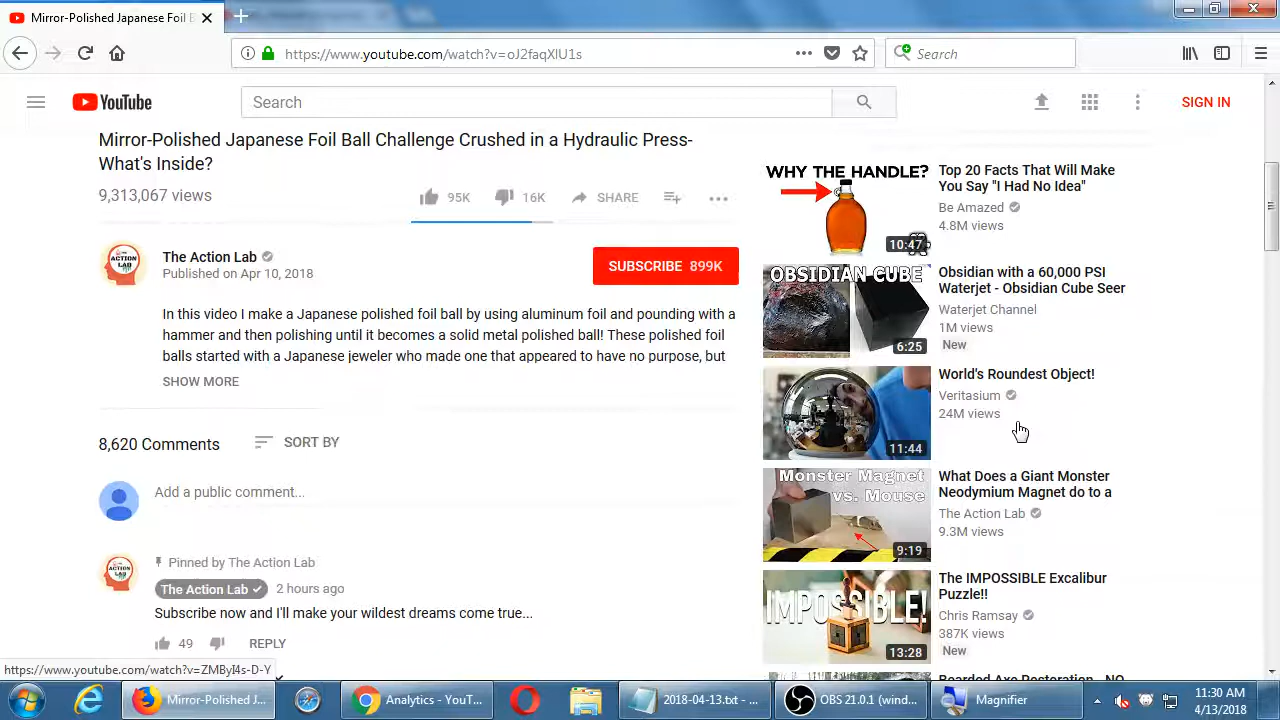 Mirror-Polished Japanese Foil B
https://www.youtube.com/watch?v=oJ2faqXlU1s
Search
YouTube
Search
SIGN IN
Mirror-Polished Japanese Foil Ball Challenge Crushed in a Hydraulic Press-
What's Inside?
9,313,067 views
95K
16K
SHARE
The Action Lab
Published on Apr 10, 2018
SUBSCRIBE 899K
In this video I make a Japanese polished foil ball by using aluminum foil and pounding with a
hammer and then polishing until it becomes a solid metal polished ball! These polished foil
balls started with a Japanese jeweler who made one that appeared to have no purpose, but
SHOW MORE
8,620 Comments
SORT BY
Add a public comment...
Pinned by The Action Lab
The Action Lab
2 hours ago
Subscribe now and I'll make your wildest dreams come true...
49
REPLY
WHY THE HANDLE?
10:47
Top 20 Facts That Will Make
You Say "I Had No Idea"
Be Amazed
4.8M views
OBSIDIAN CUBE
6:25
Obsidian with a 60,000 PSI
Waterjet - Obsidian Cube Seer
Waterjet Channel
1M views
New
11:44
World's Roundest Object!
Veritasium
24M views
Monster Magnet
vs. Mouse
9:19
What Does a Giant Monster
Neodymium Magnet do to a
The Action Lab
9.3M views
IMPOSSIBLE!
13:28
The IMPOSSIBLE Excalibur
Puzzle!!
Chris Ramsay
387K views
New
Bearded Axe Restoration - NO
https://www.youtube.com/watch?v=ZMByI4s-D-Y
Mirror-Polished J...
Analytics - YouT...
2018-04-13.txt - ...
OBS 21.0.1 (wind...
Magnifier
11:30 AM
4/13/2018